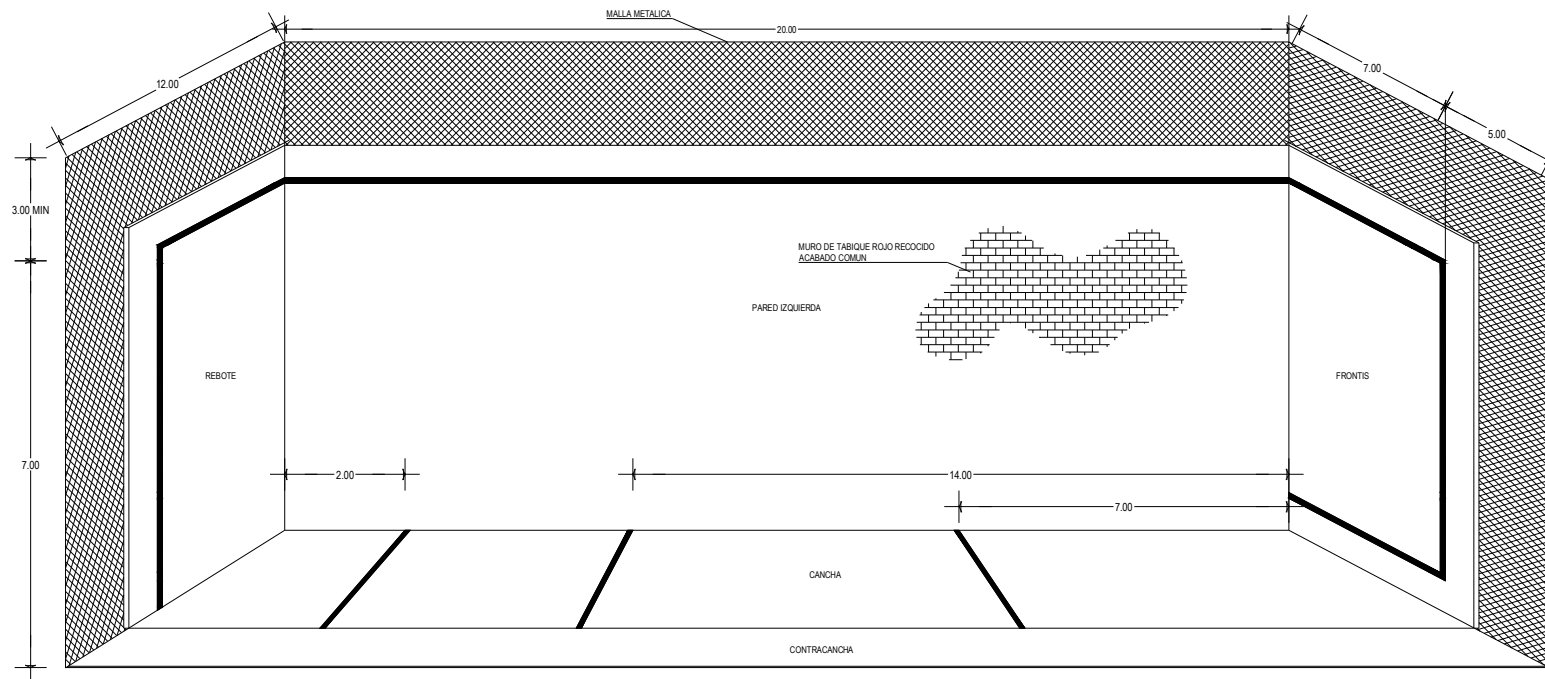 MALLA METALICA
20.00
12.00
7.00
5.00
3.00 MIN
MURO DE TABIQUE ROJO RECOCIDO
ACABADO COMUN
PARED IZQUIERDA
REBOTE
FRONTIS
7.00
2.00
14.00
7.00
CANCHA
CONTRACANCHA